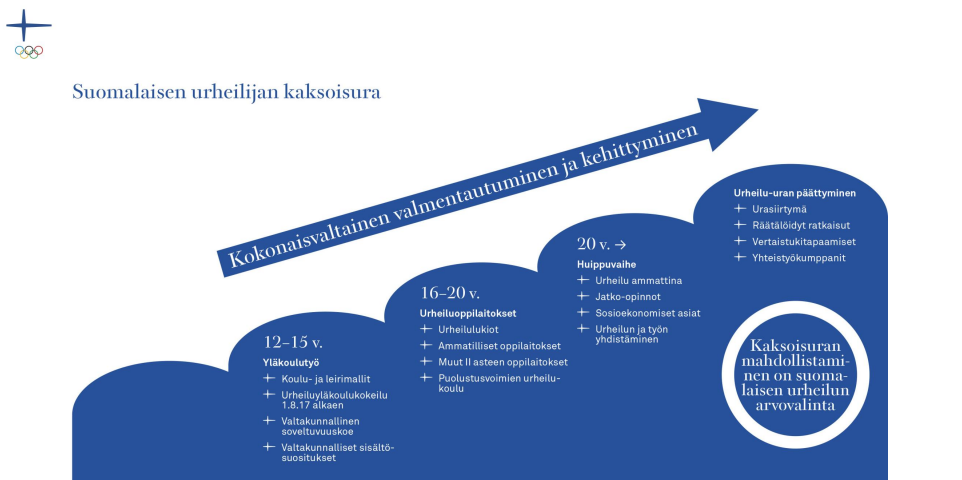 Suomalaisen urheilijan kaksoisura
Kokonaisvaltainen valmentautuminen ja kehittyminen
12–15 v.
Yläkoulutyö
Koulu- ja leirimallit
Urheiluyläkoulukokeilu
1.8.17 alkaen
Valtakunnallinen
soveltuvuuskoe
Valtakunnalliset sisältö-
suositukset
16–20 v.
Urheiluoppilaitokset
Urheilulukiot
Ammatilliset oppilaitokset
Muut II asteen oppilaitokset
Puolustusvoimien urheilu-
koulu
20 v. →
Huippuvaihe
Urheilu ammattina
Jatko-opinnot
Sosioekonomiset asiat
Urheilun ja työn
yhdistäminen
Urheilu-uran päättyminen
Urasiirtymä
Räätälöidyt ratkaisut
Vertaistukitapaamiset
Yhteistyökumppanit
Kaksoisuran
mahdollistami-
nen on suoma-
laisen urheilun
arvovalinta